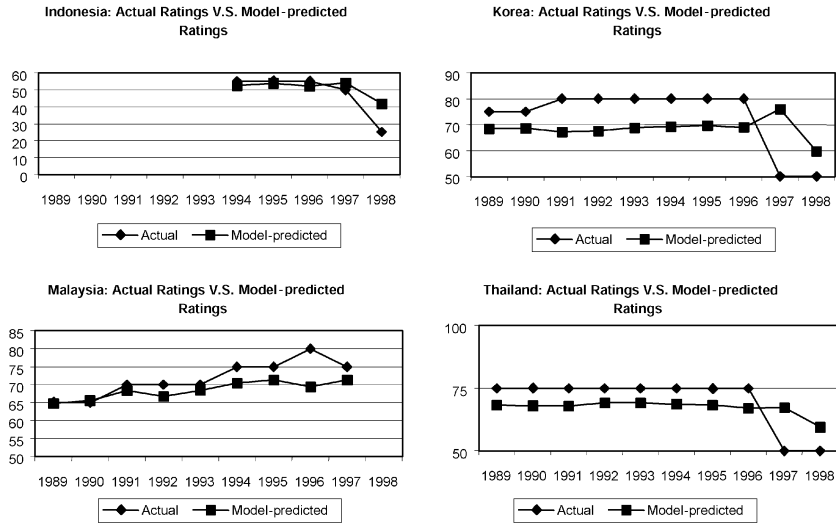 Indonesia: Actual Ratings V.S. Model-predicted
Ratings
60
50
40
30
20
10
0
1989 1990 1991 1992 1993 1994 1995 1996 1997 1998
Actual Model-predicted
Korea: Actual Ratings V.S. Model-predicted
Ratings
90
80
70
60
50
1989 1990 1991 1992 1993 1994 1995 1996 1997 1998
Actual Model-predicted
Malaysia: Actual Ratings V.S. Model-predicted
Ratings
85
80
75
70
65
60
55
50
1989 1990 1991 1992 1993 1994 1995 1996 1997 1998
Actual Model-predicted
Thailand: Actual Ratings V.S. Model-predicted
Ratings
100
75
50
1989 1990 1991 1992 1993 1994 1995 1996 1997 1998
Actual Model-predicted